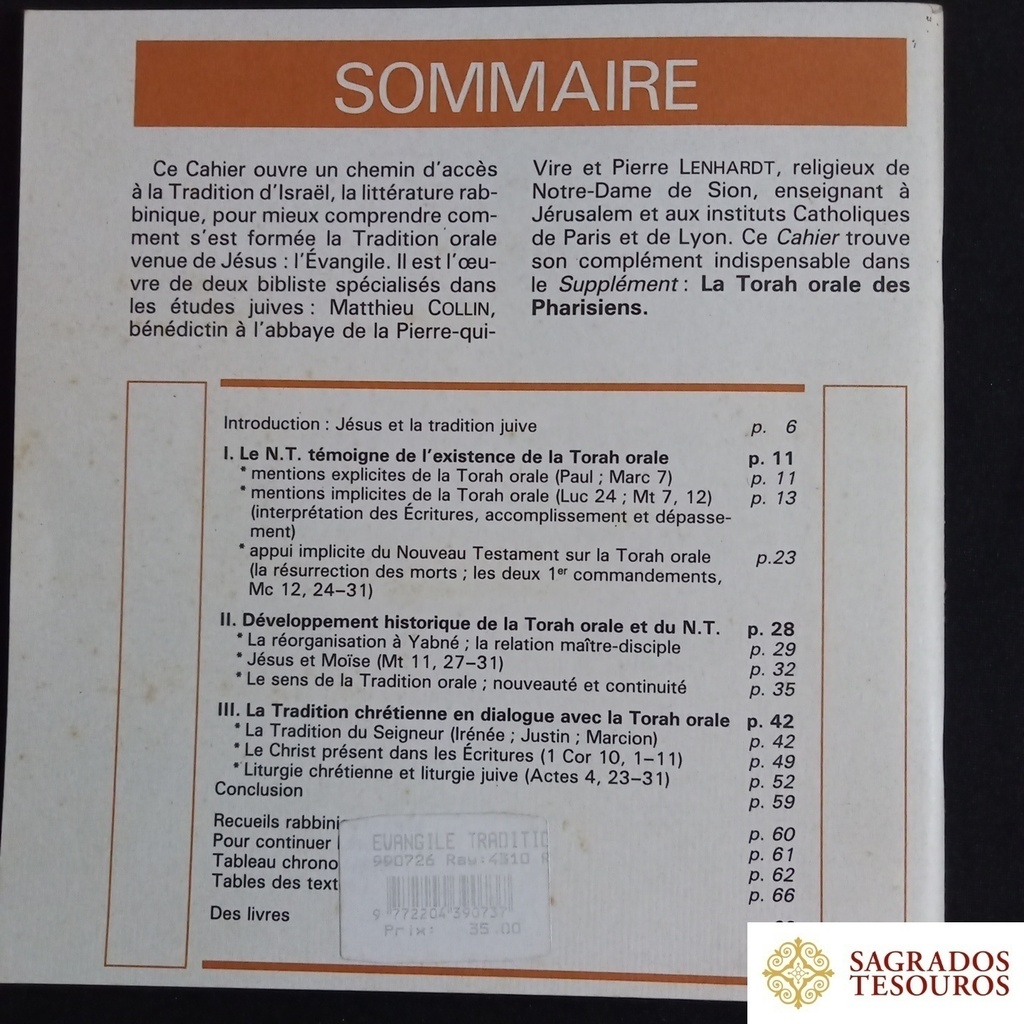 SOMMAIRE
Ce Cahier ouvre un chemin d'accès
à la Tradition d'Israël, la littérature rab-
binique, pour mieux comprendre com-
ment s'est formée la Tradition orale
venue de Jésus : l'Évangile. Il est l'œu-
vre de deux bibliste spécialisés dans
les études juives : Matthieu COLLIN,
bénédictin à l'abbaye de la Pierre-qui-
Vire et Pierre LENHARDT, religieux de
Notre-Dame de Sion, enseignant à
Jérusalem et aux instituts Catholiques
de Paris et de Lyon. Ce Cahier trouve
son complément indispensable dans
le Supplément : La Torah orale des
Pharisiens.
Introduction : Jésus et la tradition juive p. 6
I. Le N.T. témoigne de l'existence de la Torah orale p. 11
* mentions explicites de la Torah orale (Paul ; Marc 7) p. 11
* mentions implicites de la Torah orale (Luc 24 ; Mt 7, 12) p. 13
(interprétation des Écritures, accomplissement et dépasse-
ment)
* appui implicite du Nouveau Testament sur la Torah orale p.23
(la résurrection des morts ; les deux 1er commandements,
Mc 12, 24–31)
II. Développement historique de la Torah orale et du N.T. p. 28
* La réorganisation à Yabné ; la relation maître-disciple p. 29
* Jésus et Moïse (Mt 11, 27–31) p. 32
* Le sens de la Tradition orale ; nouveauté et continuité p. 35
III. La Tradition chrétienne en dialogue avec la Torah orale p. 42
* La Tradition du Seigneur (Irénée ; Justin ; Marcion) p. 42
* Le Christ présent dans les Écritures (1 Cor 10, 1–11) p. 49
* Liturgie chrétienne et liturgie juive (Actes 4, 23–31) p. 52
Conclusion p. 59
Recueils rabbini p. 60
Pour continuer p. 61
Tableau chrono p. 62
Tables des text p. 66
Des livres
EVANGILE TRADITIO
990726 Ray:4310
9 772204 390737
Prix: 35.00
SAGRADOS
TESOUROS